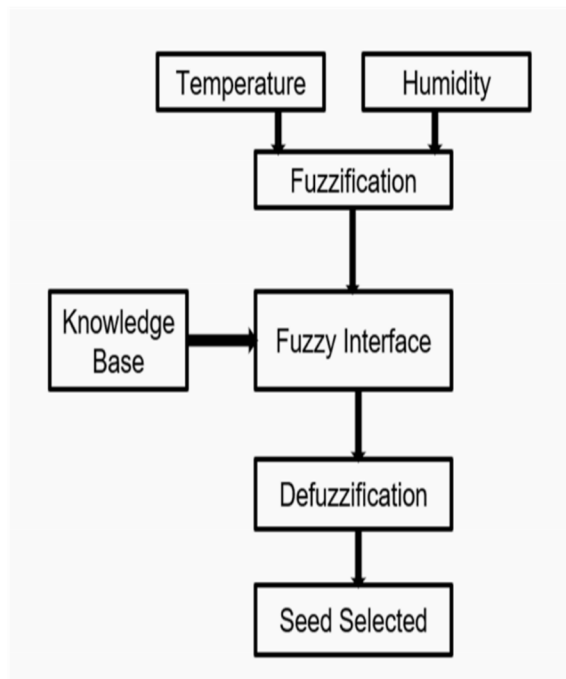 Temperature
Humidity
Fuzzification
Knowledge
Base
Fuzzy Interface
Defuzzification
Seed Selected